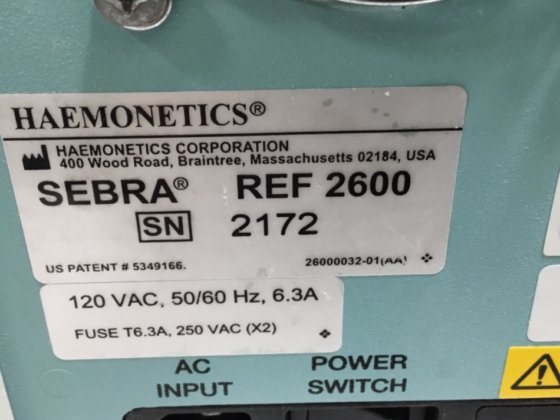 HAEMONETICS®
HAEMONETICS CORPORATION
400 Wood Road, Braintree, Massachusetts 02184, USA
SEBRA® REF 2600
SN 2172
US PATENT # 5349166. 26000032-01(AA)
120 VAC, 50/60 Hz, 6.3A
FUSE T6.3A, 250 VAC (X2)
AC INPUT
POWER SWITCH